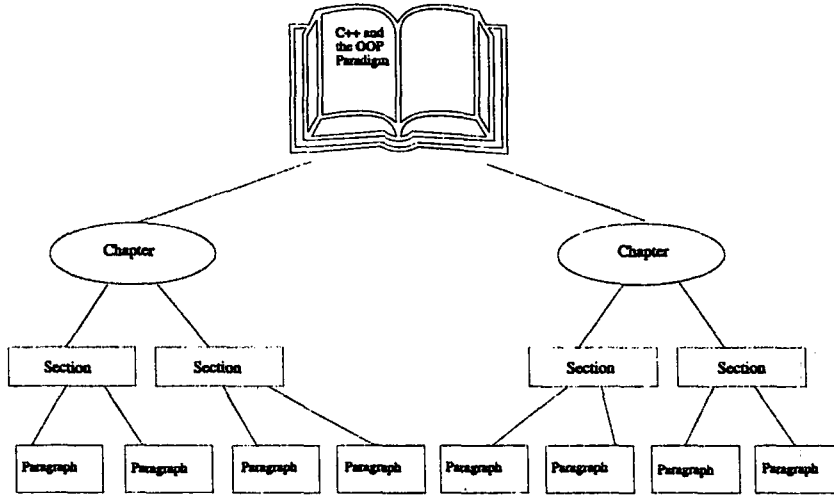 C++ and
the OOP
Paradigm
Chapter
Chapter
Section
Section
Section
Section
Paragraph
Paragraph
Paragraph
Paragraph
Paragraph
Paragraph
Paragraph
Paragraph